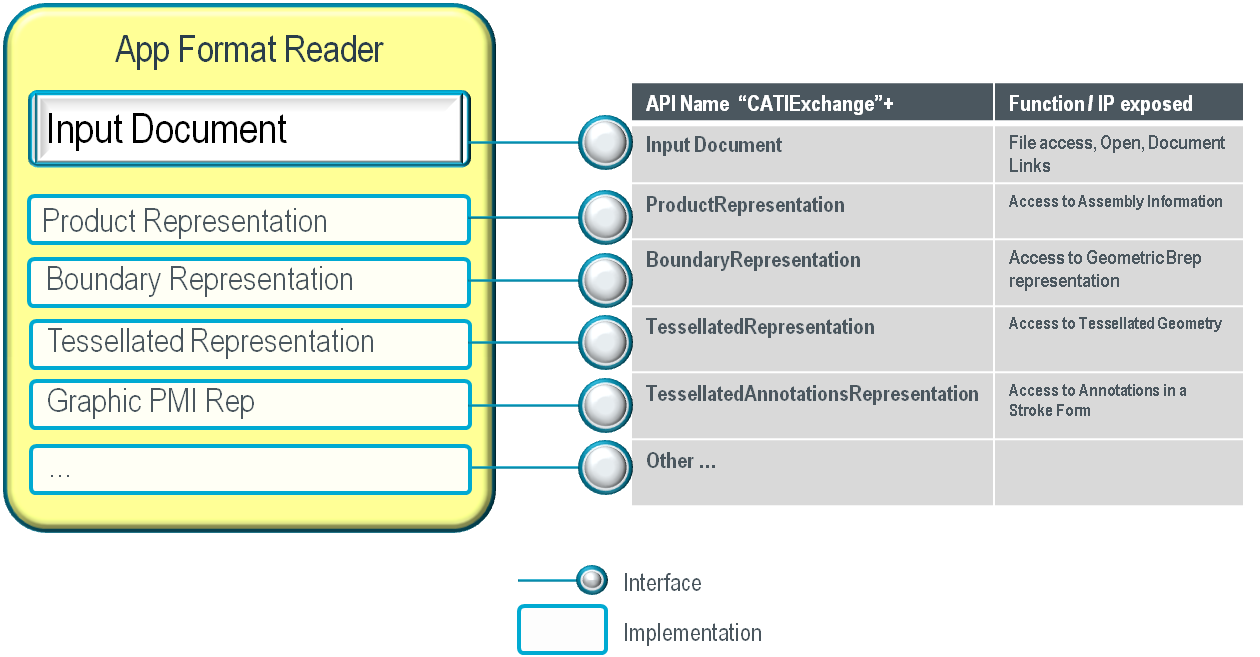 App Format Reader
Input Document
Product Representation
Boundary Representation
Tessellated Representation
Graphic PMI Rep
...
API Name “CATIExchange”+
Function / IP exposed
Input Document
File access, Open, Document
Links
ProductRepresentation
Access to Assembly Information
BoundaryRepresentation
Access to Geometric Brep
representation
TessellatedRepresentation
Access to Tessellated Geometry
TessellatedAnnotationsRepresentation
Access to Annotations in a
Stroke Form
Other ...
Interface
Implementation